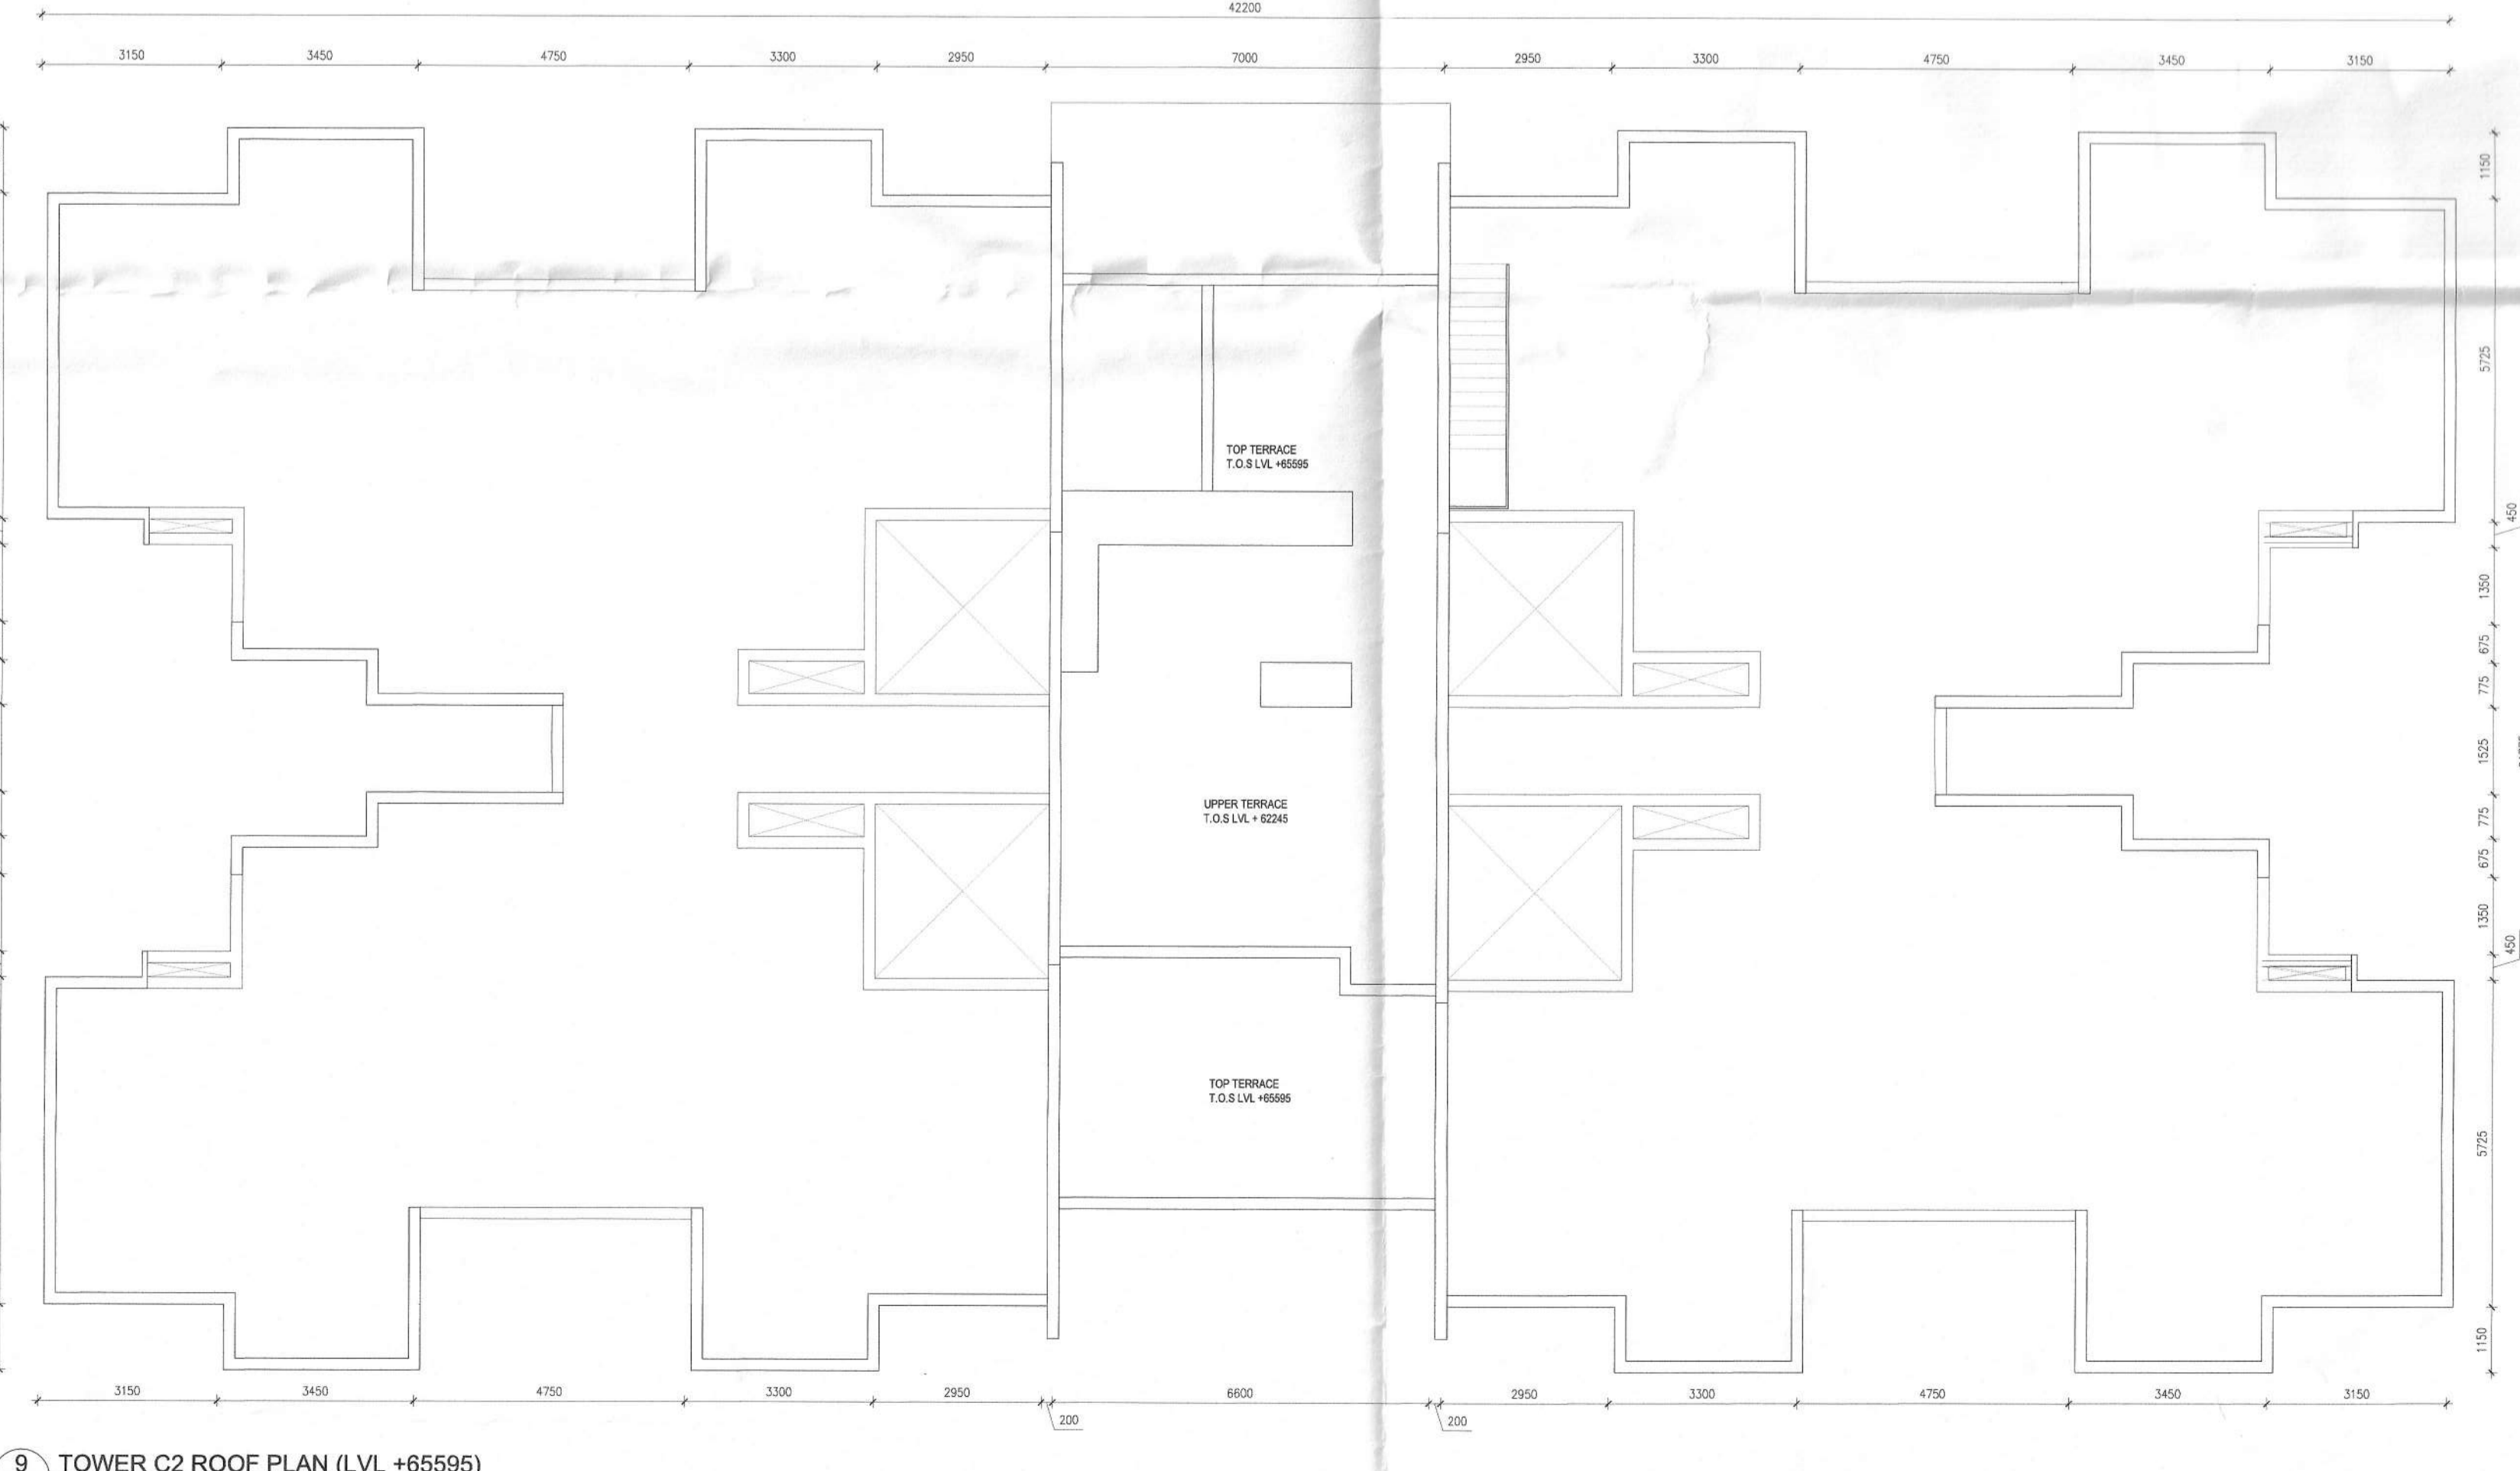 42200
3150 3450 4750 3300 2950 7000 2950 3300 4750 3450 3150
1150
5725
450
1350
675
775
1525
775
675
1350
450
5725
1150
TOP TERRACE
T.O.S LVL +65595
UPPER TERRACE
T.O.S LVL + 62245
TOP TERRACE
T.O.S LVL +65595
3150 3450 4750 3300 2950 6600 2950 3300 4750 3450 3150
200 200
9 TOWER C2 ROOF PLAN (LVL +65595)